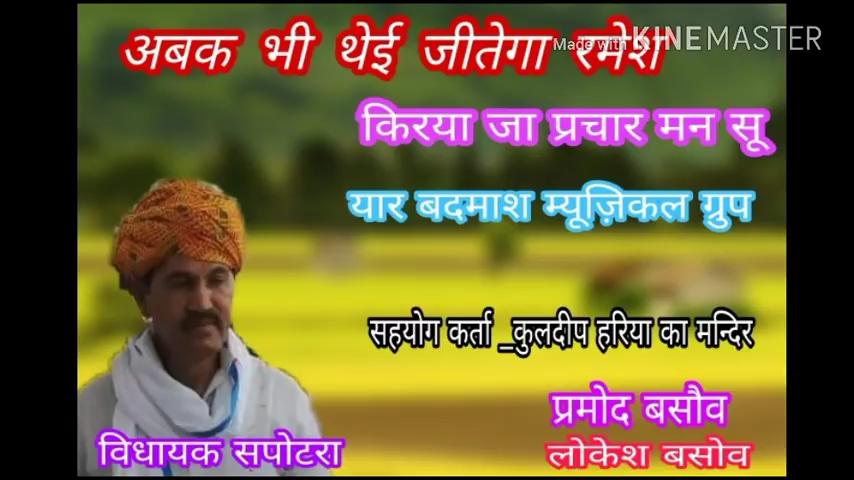 अबक भी थेई जीतेगा रमेश
Made with KINEMASTER
किरया जा प्रचार मन सू
यार बदमाश म्यूज़िकल ग्रुप
सहयोग कर्ता _कुलदीप हरिया का मन्दिर
प्रमोद बसौव
विधायक सपोटरा
लोकेश बसोव